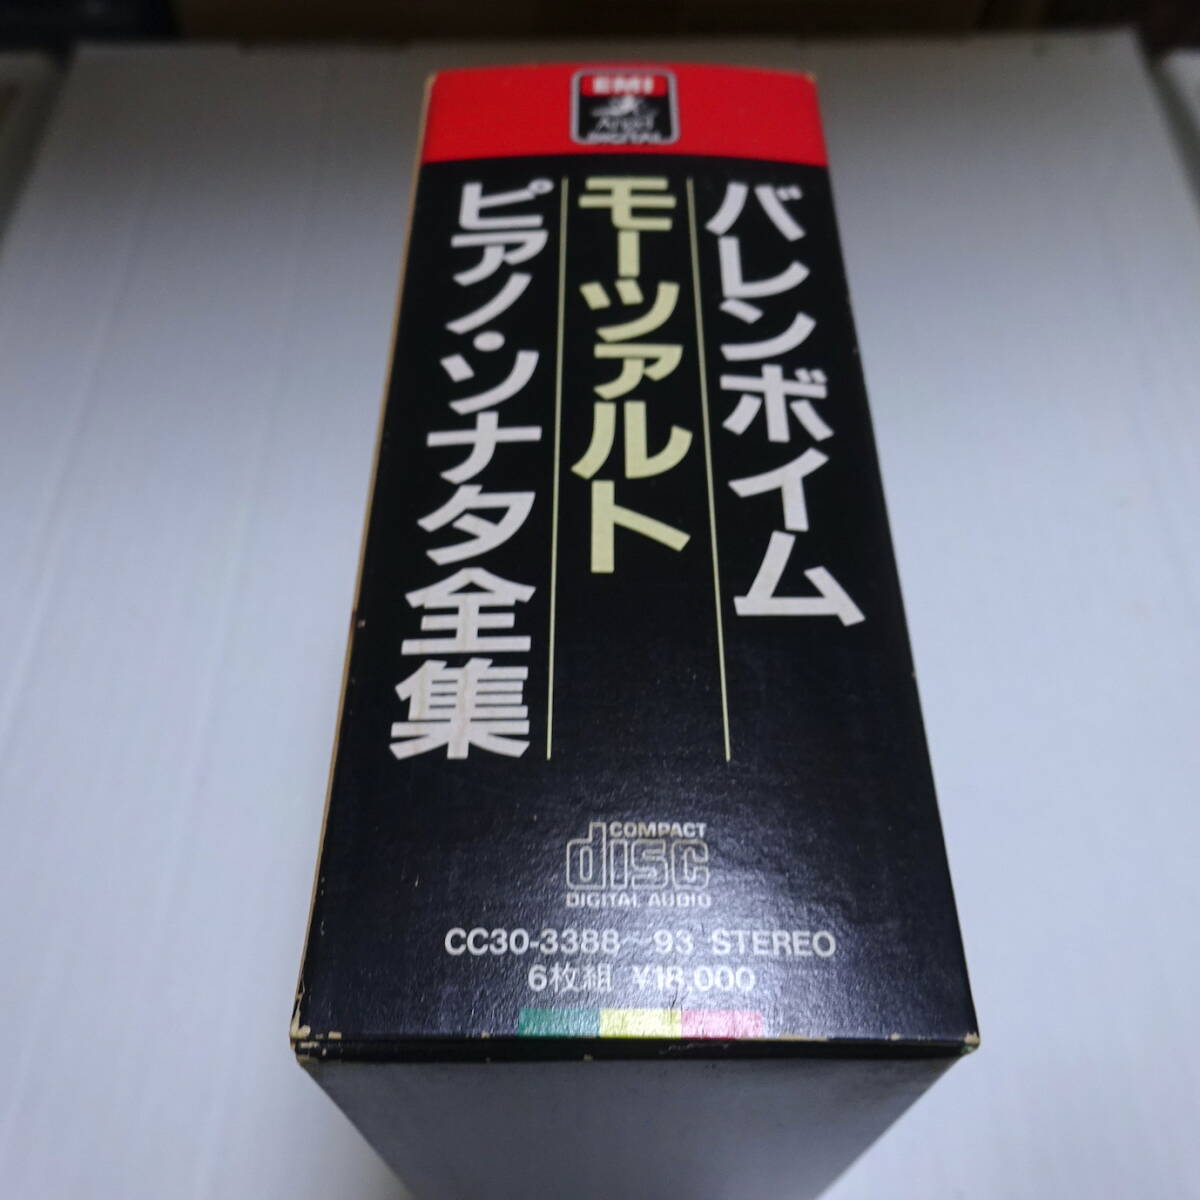 EMI
Angel
DIGITAL
バレンボイム
モーツァルト
ピアノ・ソナタ全集
COMPACT
disc
DIGITAL AUDIO
CC30-3388〜93 STEREO
6枚組 ¥18,000